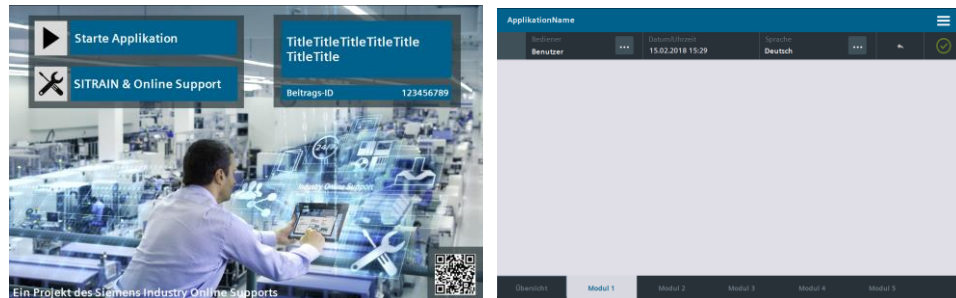 Starte Applikation
SITRAIN & Online Support
TitleTitleTitleTitleTitle
TitleTitle
Beitrags-ID 123456789
24/7
Industry Online Support
Ein Projekt des Siemens Industry Online Supports
ApplikationName
Bediener
Benutzer
...
Datum/Uhrzeit
15.02.2018 15:29
Sprache
Deutsch
...
Übersicht
Modul 1
Modul 2
Modul 3
Modul 4
Modul 5